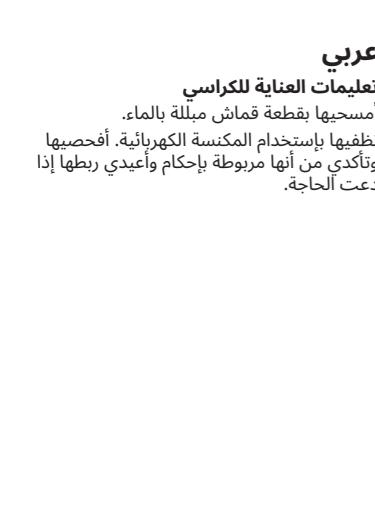 عربي
تعليمات العناية للكراسي
أمسحيها بقطعة قماش مبللة بالماء.
نظفيها بإستخدام المكنسة الكهربائية. أفحصيها
وتأكدي من أنها مربوطة بإحكام وأعيدي ربطها إذا
دعت الحاجة.